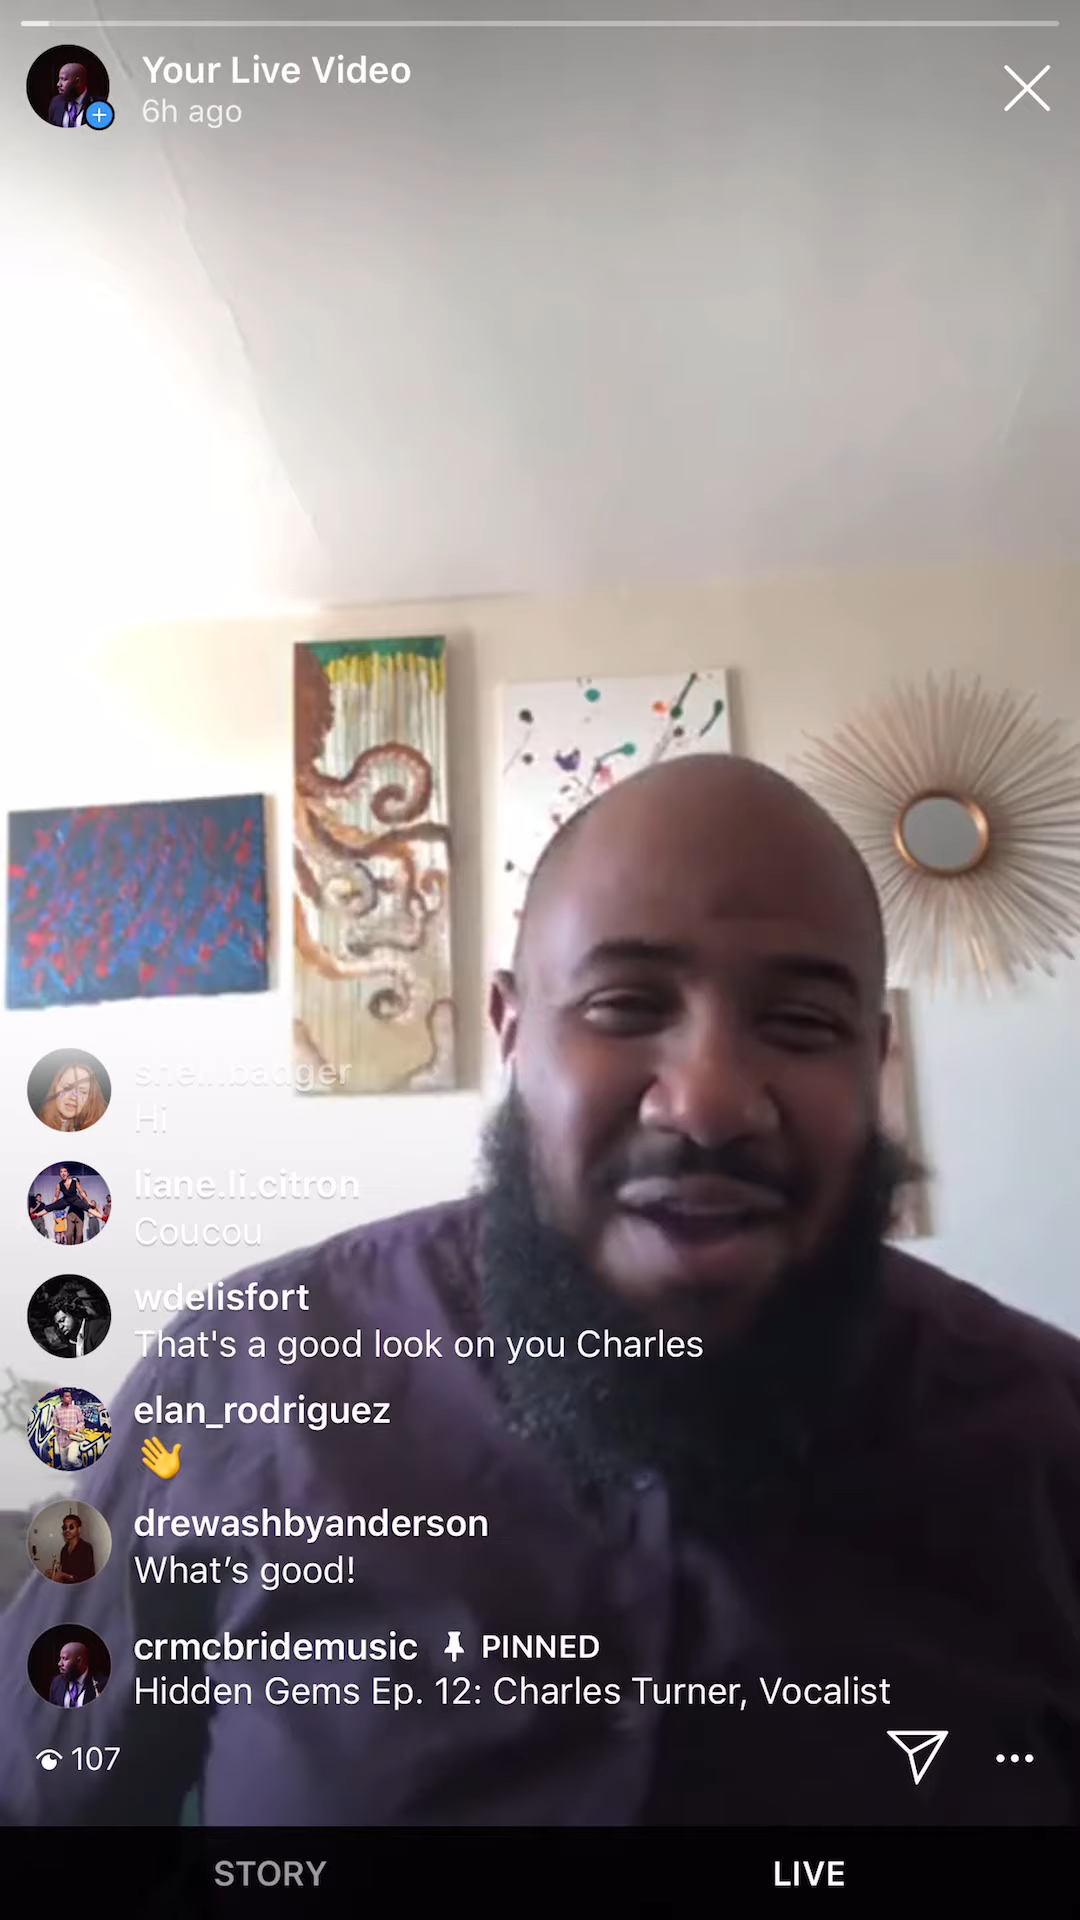 Your Live Video
6h ago
Hi
liane.li.citron
Coucou
wdelisfort
That's a good look on you Charles
elan_rodriguez
👋
drewashbyanderson
What’s good!
crmcbridemusic PINNED
Hidden Gems Ep. 12: Charles Turner, Vocalist
107
STORY
LIVE